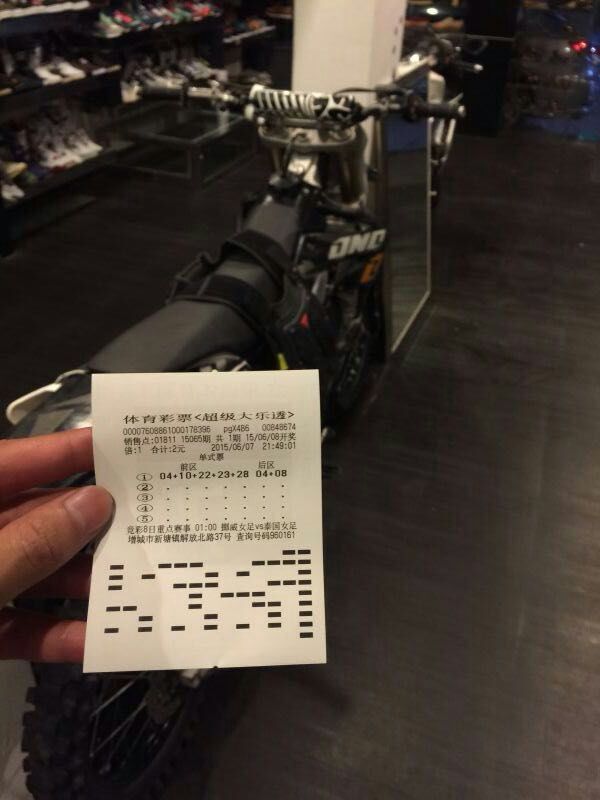 体育彩票<超级大乐透>
00007608861000178396 pgX486 00848674
销售点:01811 15065期 共 1期 15/06/08开奖
倍:1 合计:2元 2015/06/07 21:49:01
单式票
前区 后区
① 04+10+22+23+28 04+08
② . . . . . . .
③ . . . . . . .
④ . . . . . . .
⑤ . . . . . . .
竞彩8日重点赛事 01:00 挪威女足vs泰国女足
增城市新塘镇解放北路37号 查询号码960161